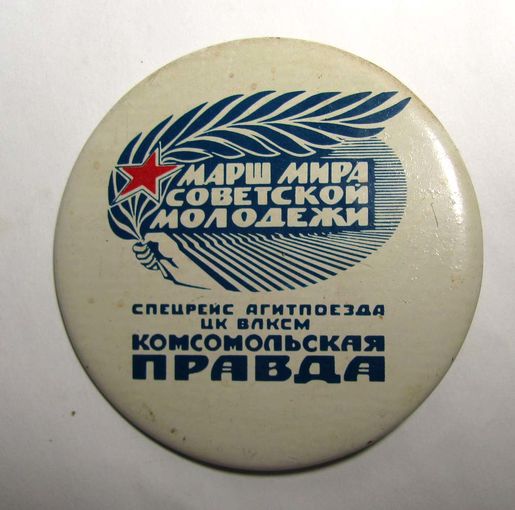 МАРШ МИРА
СОВЕТСКОЙ
МОЛОДЕЖИ
СПЕЦРЕЙС АГИТПОЕЗДА
ЦК ВЛКСМ
КОМСОМОЛЬСКАЯ
ПРАВДА